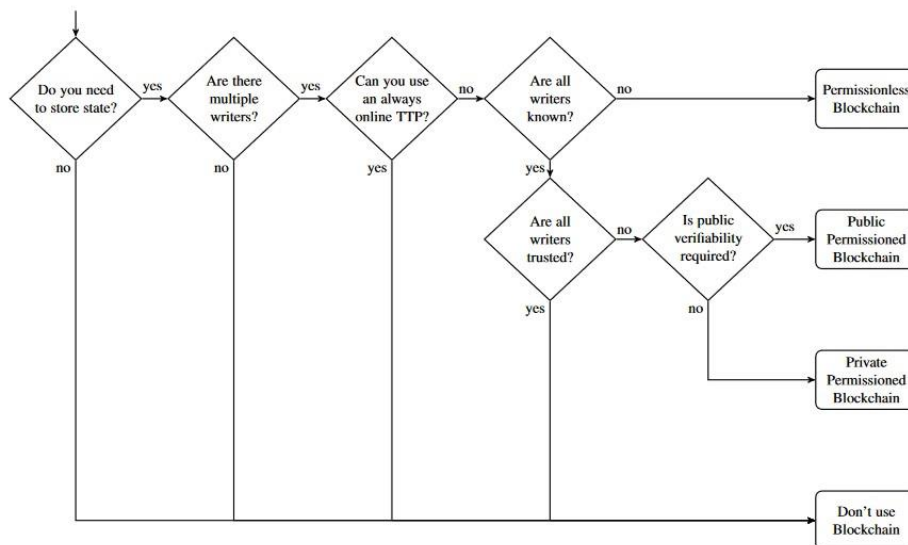 Do you need
to store state?
yes
no
Are there
multiple
writers?
yes
no
Can you use
an always
online TTP?
no
yes
Are all
writers
known?
no
yes
Permissionless
Blockchain
Are all
writers
trusted?
no
yes
Is public
verifiability
required?
yes
no
Public
Permissioned
Blockchain
Private
Permissioned
Blockchain
Don't use
Blockchain